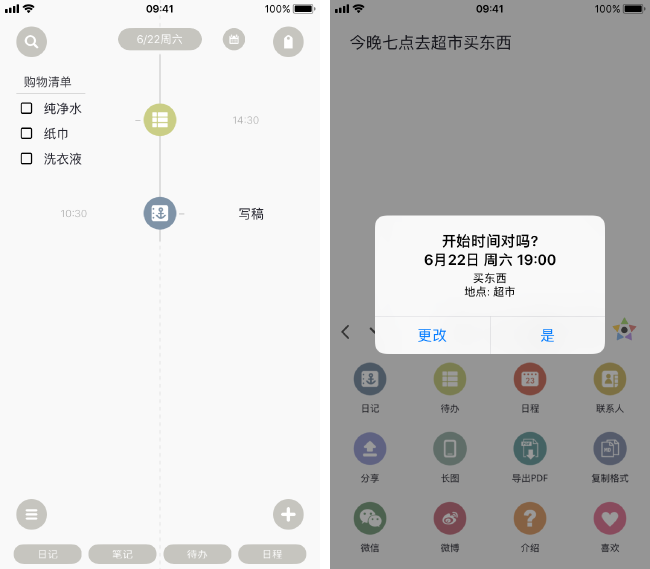 09:41
100%
6/22周六
购物清单
纯净水
14:30
纸巾
洗衣液
10:30
写稿
日记
笔记
待办
日程
09:41
100%
今晚七点去超市买东西
开始时间对吗?
6月22日 周六 19:00
买东西
地点: 超市
更改
是
23
日记
待办
日程
联系人
分享
长图
导出PDF
复制格式
微信
微博
介绍
喜欢